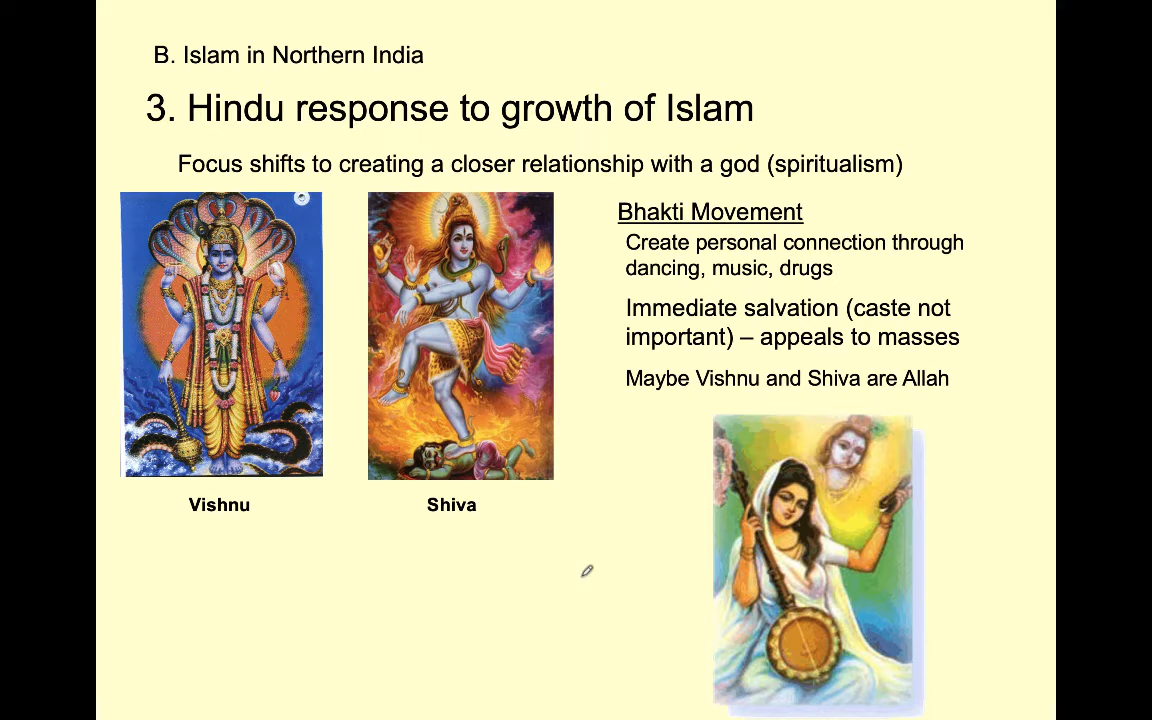 B. Islam in Northern India
3. Hindu response to growth of Islam
Focus shifts to creating a closer relationship with a god (spiritualism)
Bhakti Movement
Create personal connection through
dancing, music, drugs
Immediate salvation (caste not
important) – appeals to masses
Maybe Vishnu and Shiva are Allah
Vishnu
Shiva